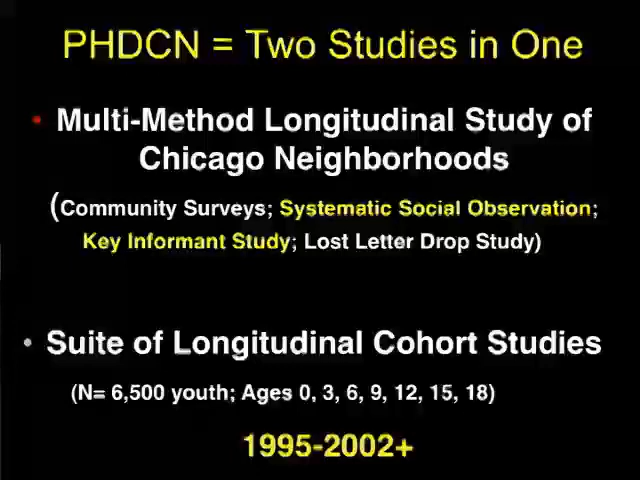 PHDCN = Two Studies in One
• Multi-Method Longitudinal Study of
Chicago Neighborhoods
(Community Surveys; Systematic Social Observation;
Key Informant Study; Lost Letter Drop Study)
• Suite of Longitudinal Cohort Studies
(N= 6,500 youth; Ages 0, 3, 6, 9, 12, 15, 18)
1995-2002+